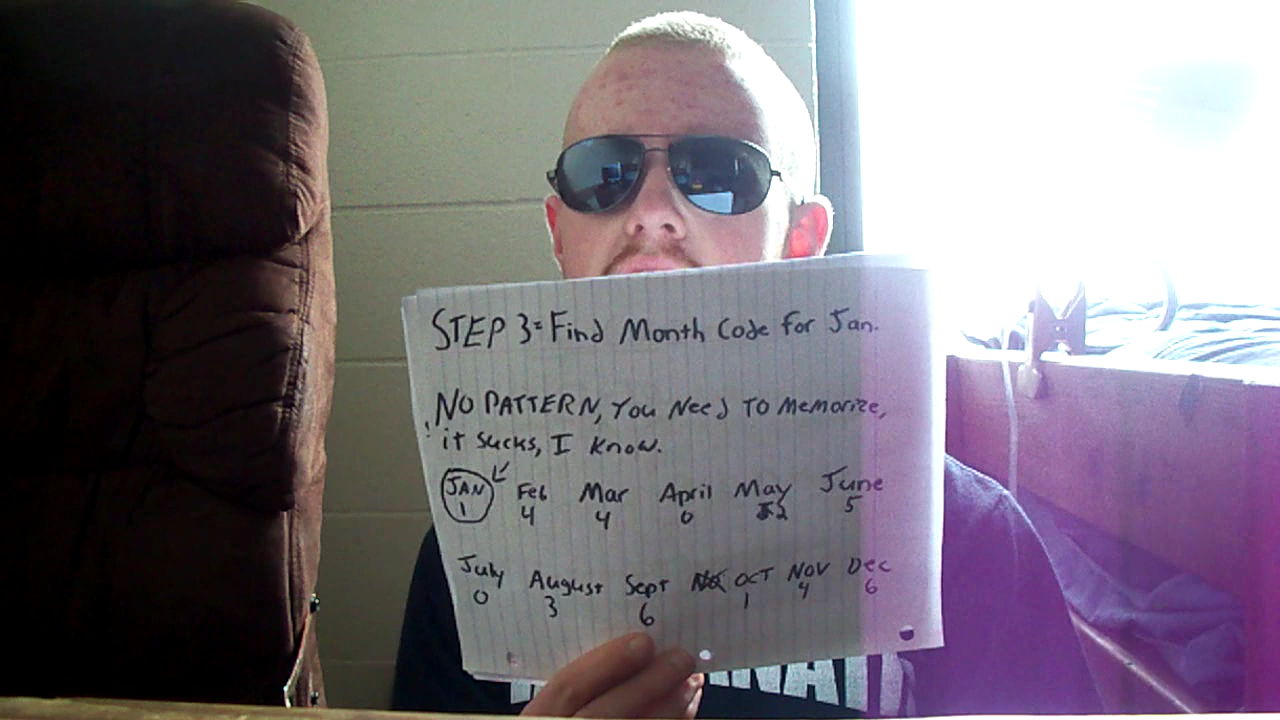 STEP 3= Find Month Code for Jan.
NO PATTERN, You Need To Memorize,
it sucks, I know.
JAN Feb Mar April May June
1 4 4 0 2 5
July August Sept OCT NOV Dec
0 3 6 1 4 6